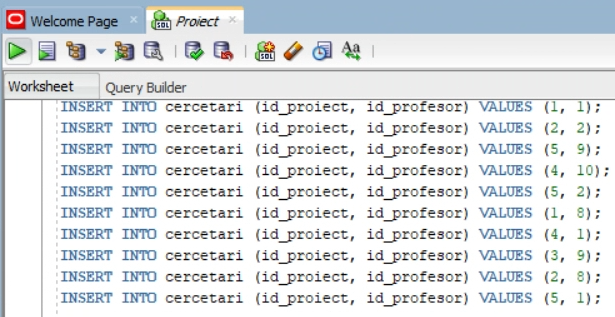 Welcome Page
Proiect
Worksheet Query Builder
INSERT INTO cercetari (id_proiect, id_profesor) VALUES (1, 1);
INSERT INTO cercetari (id_proiect, id_profesor) VALUES (2, 2);
INSERT INTO cercetari (id_proiect, id_profesor) VALUES (5, 9);
INSERT INTO cercetari (id_proiect, id_profesor) VALUES (4, 10);
INSERT INTO cercetari (id_proiect, id_profesor) VALUES (5, 2);
INSERT INTO cercetari (id_proiect, id_profesor) VALUES (1, 8);
INSERT INTO cercetari (id_proiect, id_profesor) VALUES (4, 1);
INSERT INTO cercetari (id_proiect, id_profesor) VALUES (3, 9);
INSERT INTO cercetari (id_proiect, id_profesor) VALUES (2, 8);
INSERT INTO cercetari (id_proiect, id_profesor) VALUES (5, 1);